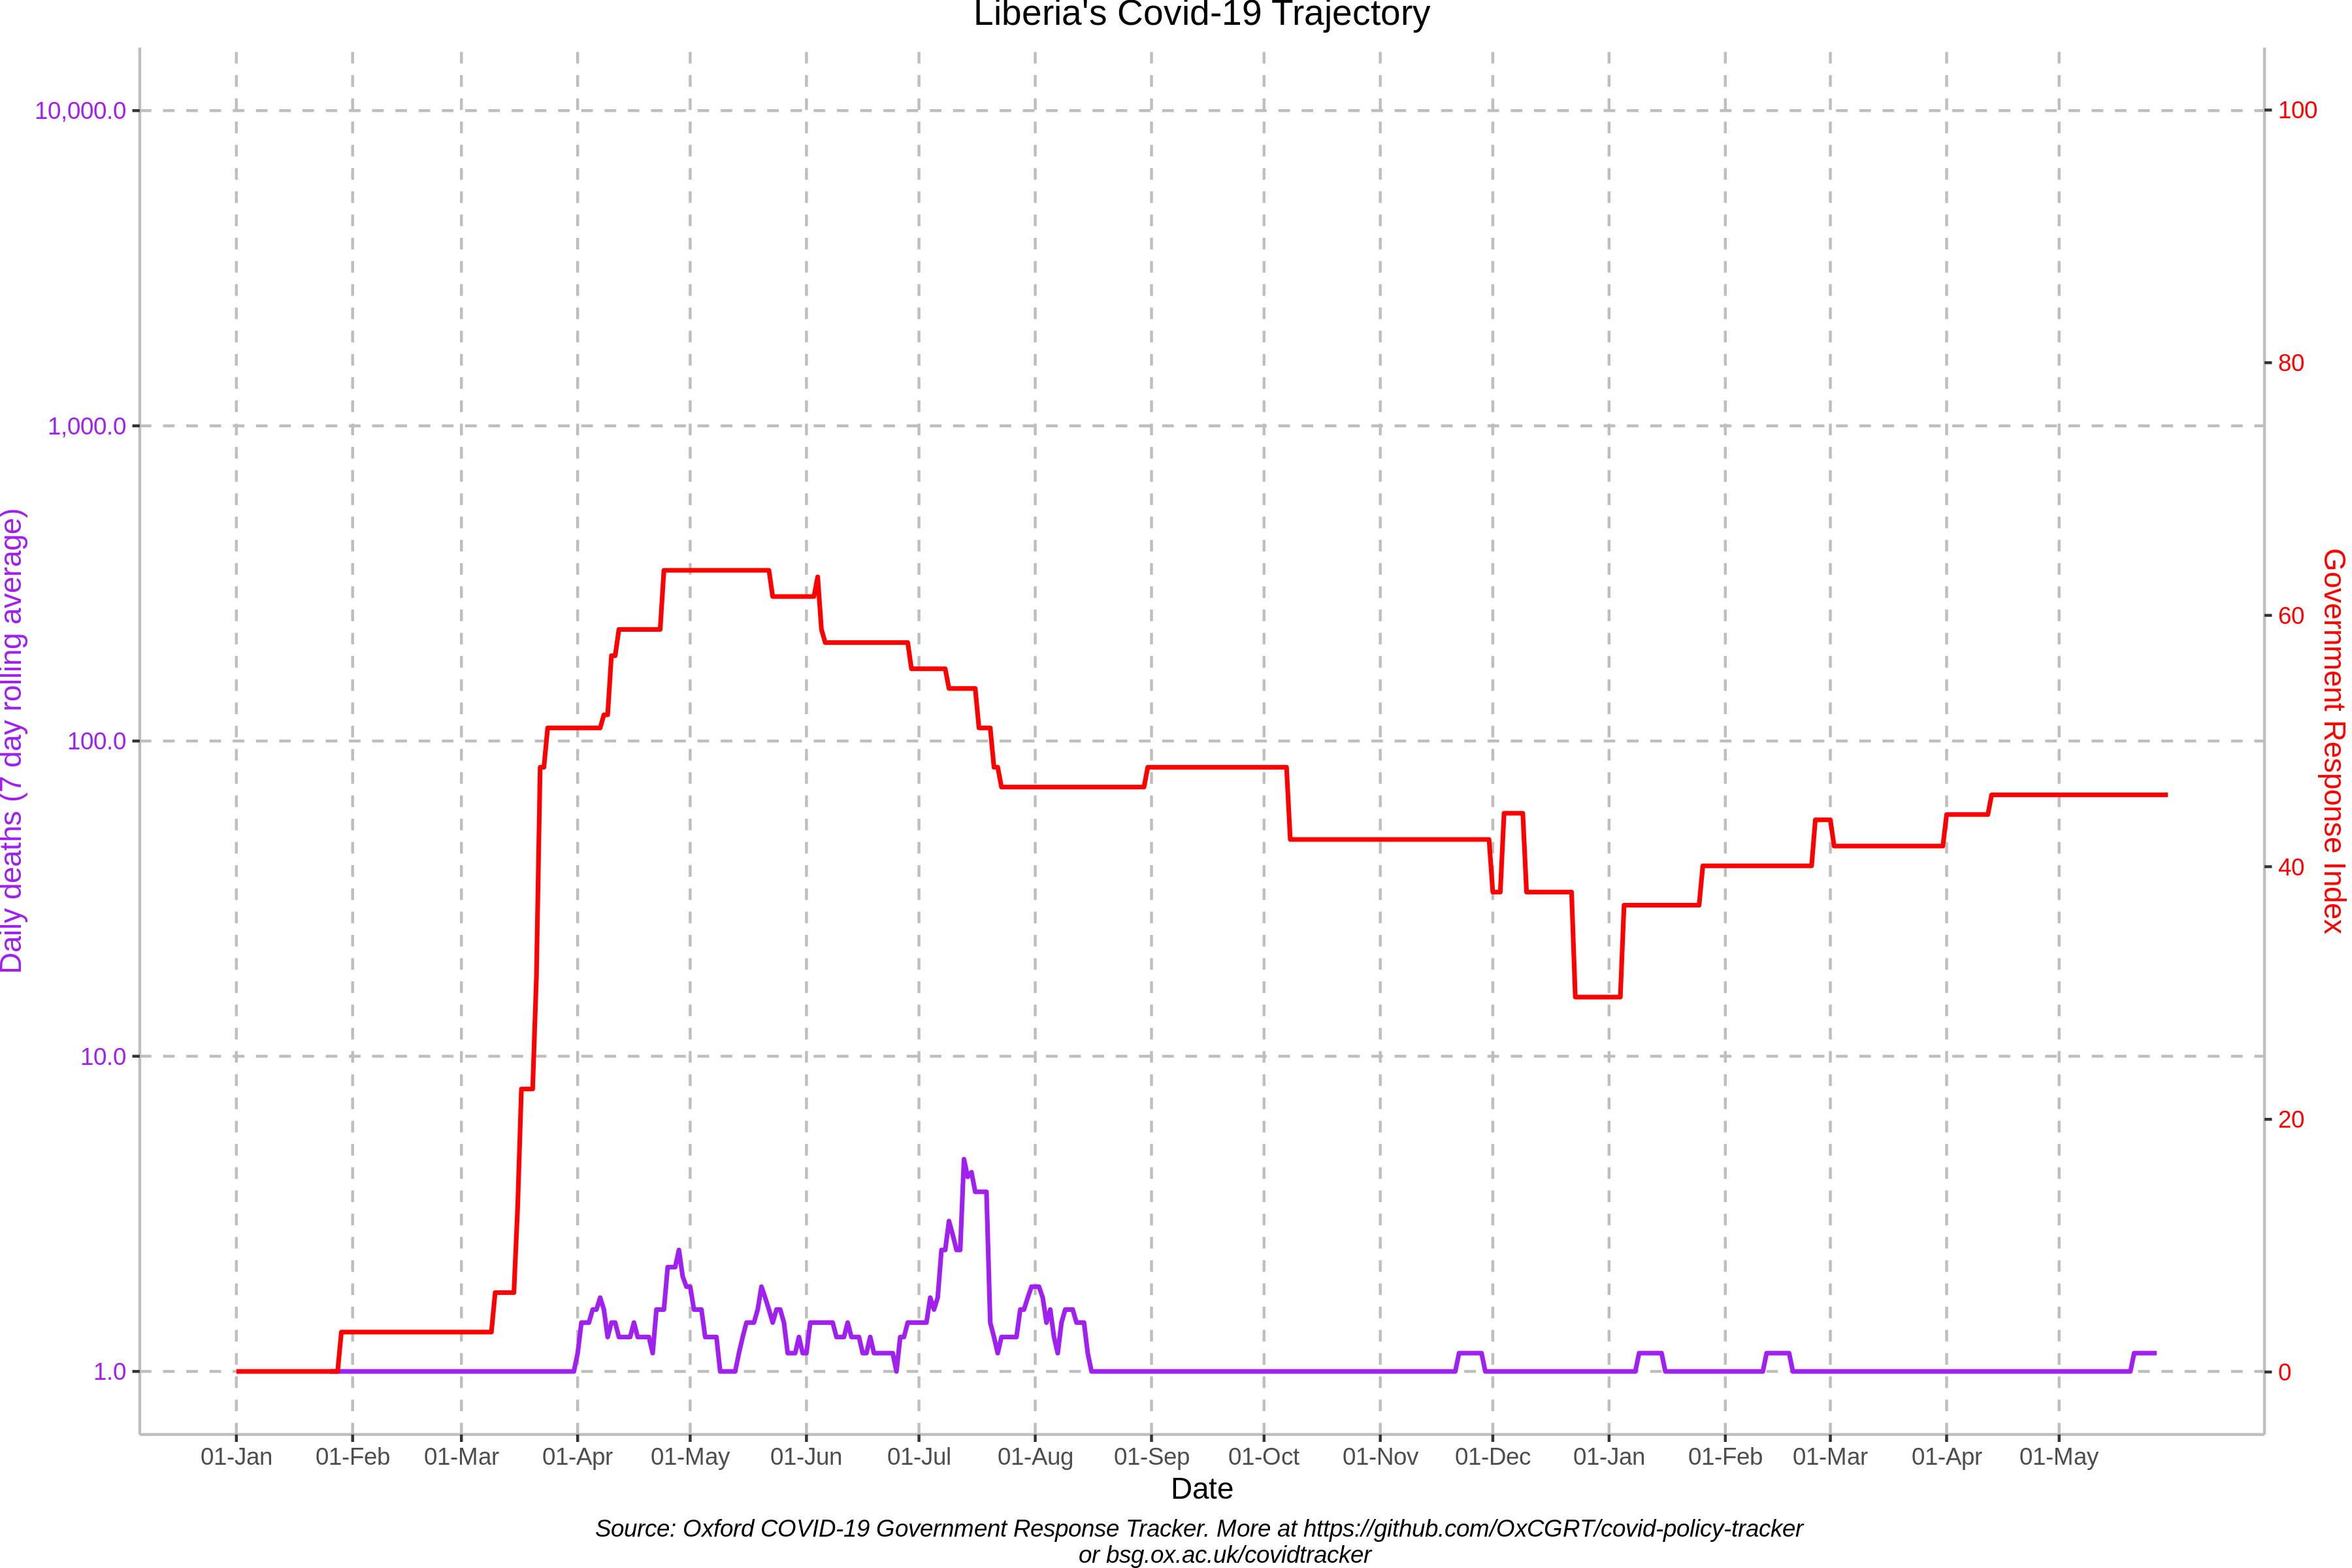 Liberia's Covid-19 Trajectory
10,000.0
1,000.0
100.0
10.0
1.0
Daily deaths (7 day rolling average)
100
80
60
40
20
0
Government Response Index
01-Jan 01-Feb 01-Mar 01-Apr 01-May 01-Jun 01-Jul 01-Aug 01-Sep 01-Oct 01-Nov 01-Dec 01-Jan 01-Feb 01-Mar 01-Apr 01-May
Date
Source: Oxford COVID-19 Government Response Tracker. More at https://github.com/OxCGRT/covid-policy-tracker
or bsg.ox.ac.uk/covidtracker